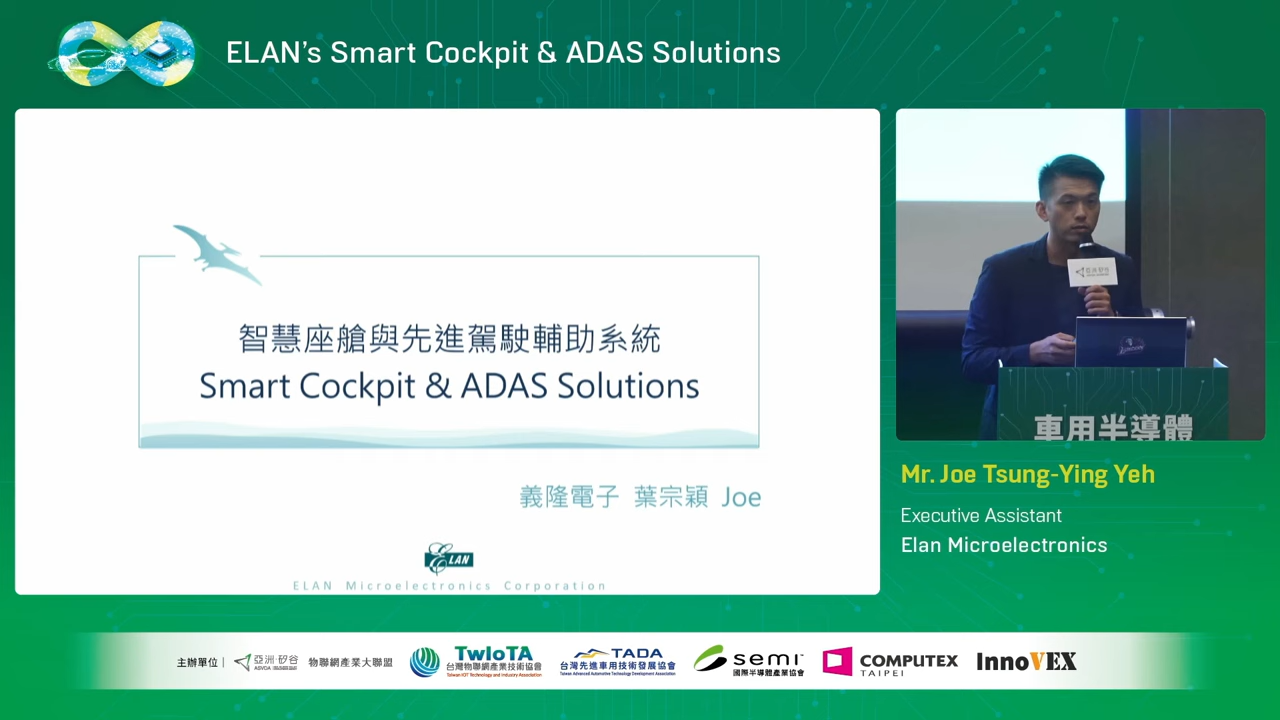 ELAN's Smart Cockpit & ADAS Solutions
智慧座艙與先進駕駛輔助系統
Smart Cockpit & ADAS Solutions
義隆電子 葉宗穎 Joe
ELAN
ELAN Microelectronics Corporation
亞洲·矽谷
車用半導體
Mr. Joe Tsung-Ying Yeh
Executive Assistant
Elan Microelectronics
主辦單位｜
亞洲·矽谷
物聯網產業大聯盟
TwIoTA
台灣物聯網產業技術協會
Taiwan IOT Technology and Industry Association
TADA
台灣先進車用技術發展協會
Taiwan Advanced Automotive Technology Development Association
semi
國際半導體產業協會
COMPUTEX
TAIPEI
InnoVEX